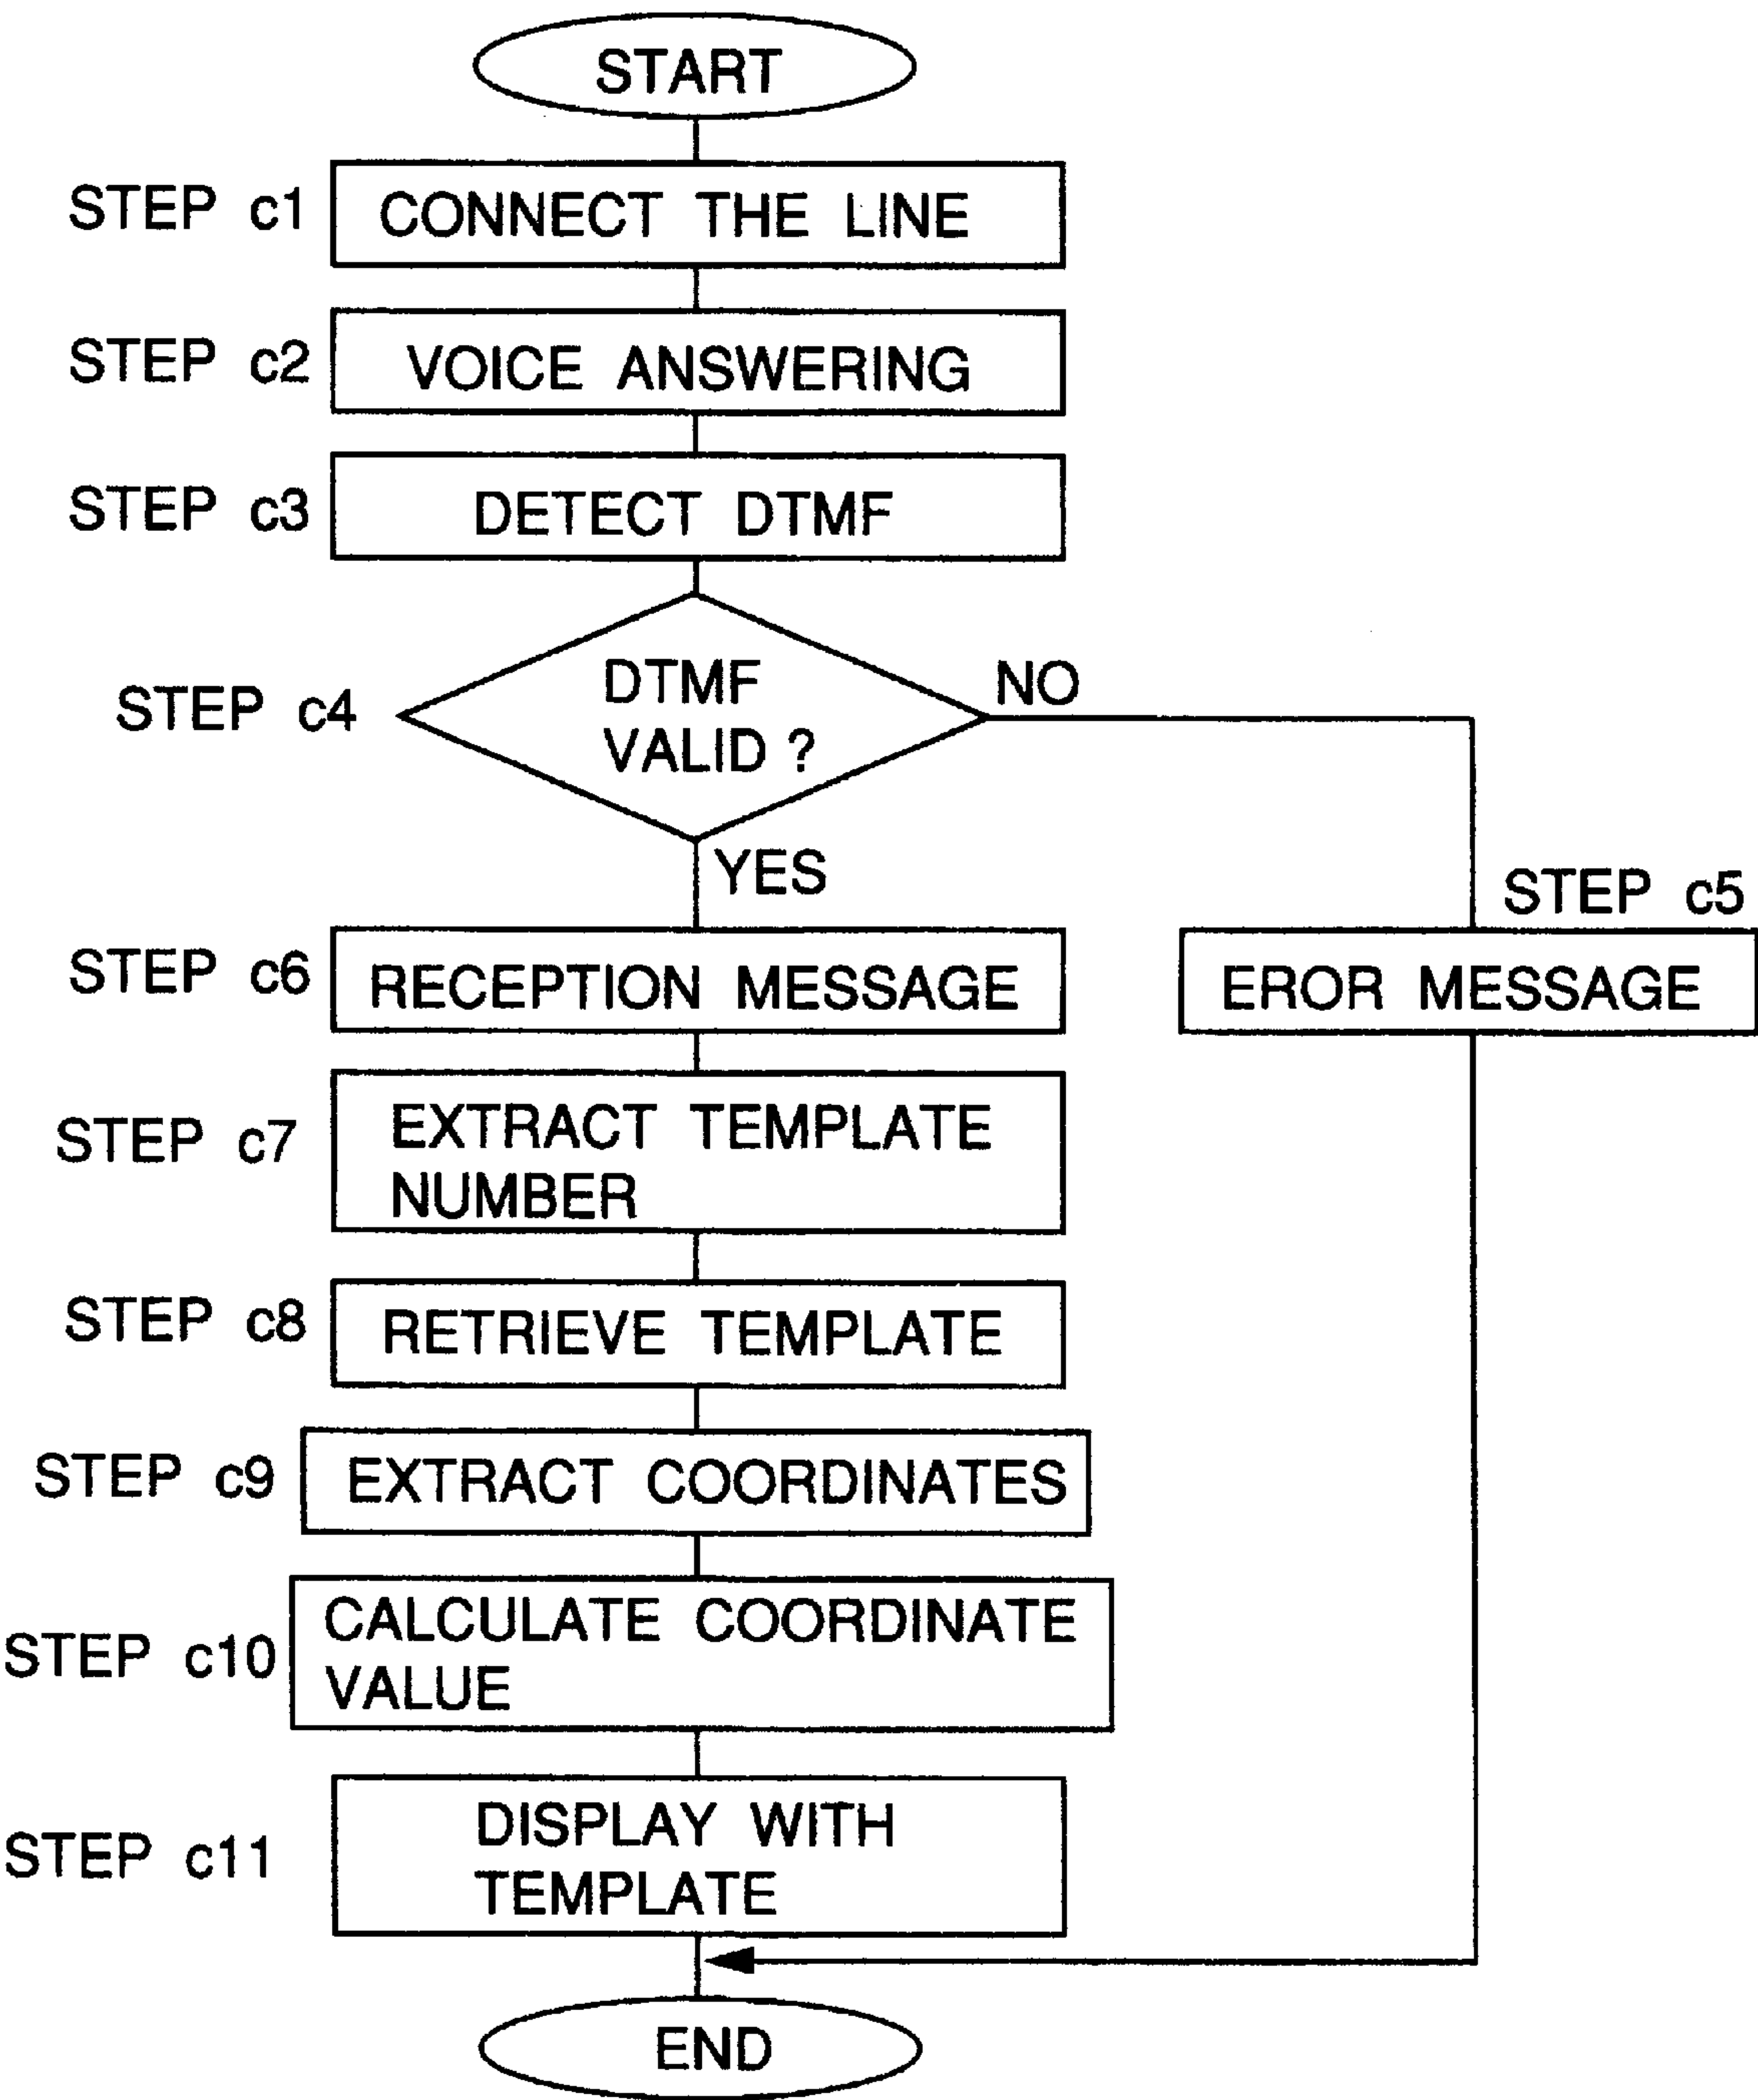 START
STEP c1
CONNECT THE LINE
STEP c2
VOICE ANSWERING
STEP c3
DETECT DTMF
STEP c4
DTMF
VALID ?
NO
YES
STEP c5
EROR MESSAGE
STEP c6
RECEPTION MESSAGE
STEP c7
EXTRACT TEMPLATE
NUMBER
STEP c8
RETRIEVE TEMPLATE
STEP c9
EXTRACT COORDINATES
STEP c10
CALCULATE COORDINATE
VALUE
STEP c11
DISPLAY WITH
TEMPLATE
END